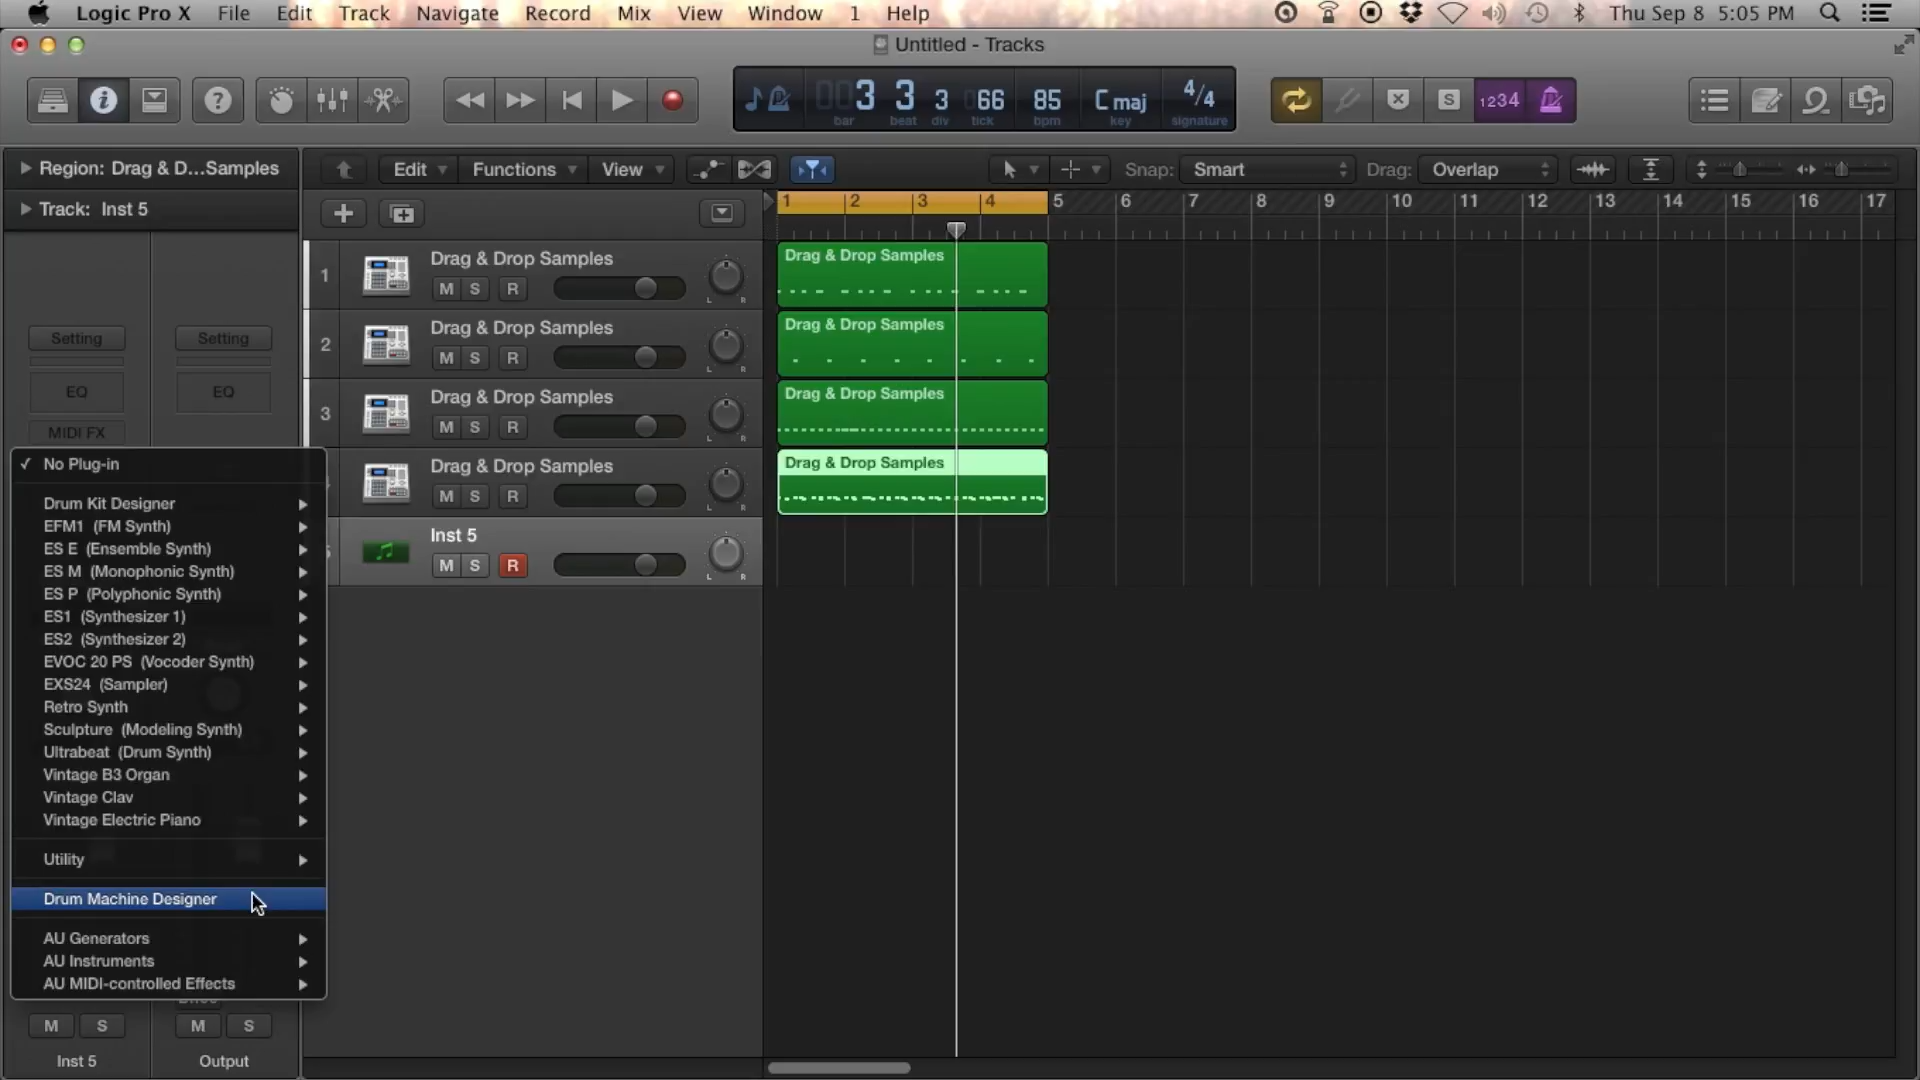 Logic Pro X File Edit Track Navigate Record Mix View Window 1 Help Thu Sep 8 5:05 PM
Untitled - Tracks
3 3 3 66 85 C maj 4/4
bar beat div tick bpm key signature
S 1234
Region: Drag & D...Samples
Edit Functions View Snap: Smart Drag: Overlap
Track: Inst 5
1 2 3 4 5 6 7 8 9 10 11 12 13 14 15 16 17
1 Drag & Drop Samples
M S R L R
Drag & Drop Samples
2 Drag & Drop Samples
M S R L R
Drag & Drop Samples
3 Drag & Drop Samples
M S R L R
Drag & Drop Samples
Drag & Drop Samples
M S R L R
Drag & Drop Samples
Inst 5
M S R L R
Setting Setting
EQ EQ
MIDI FX
✓ No Plug-in
Drum Kit Designer
EFM1 (FM Synth)
ES E (Ensemble Synth)
ES M (Monophonic Synth)
ES P (Polyphonic Synth)
ES1 (Synthesizer 1)
ES2 (Synthesizer 2)
EVOC 20 PS (Vocoder Synth)
EXS24 (Sampler)
Retro Synth
Sculpture (Modeling Synth)
Ultrabeat (Drum Synth)
Vintage B3 Organ
Vintage Clav
Vintage Electric Piano
Utility
Drum Machine Designer
AU Generators
AU Instruments
AU MIDI-controlled Effects
M S M S
Inst 5 Output